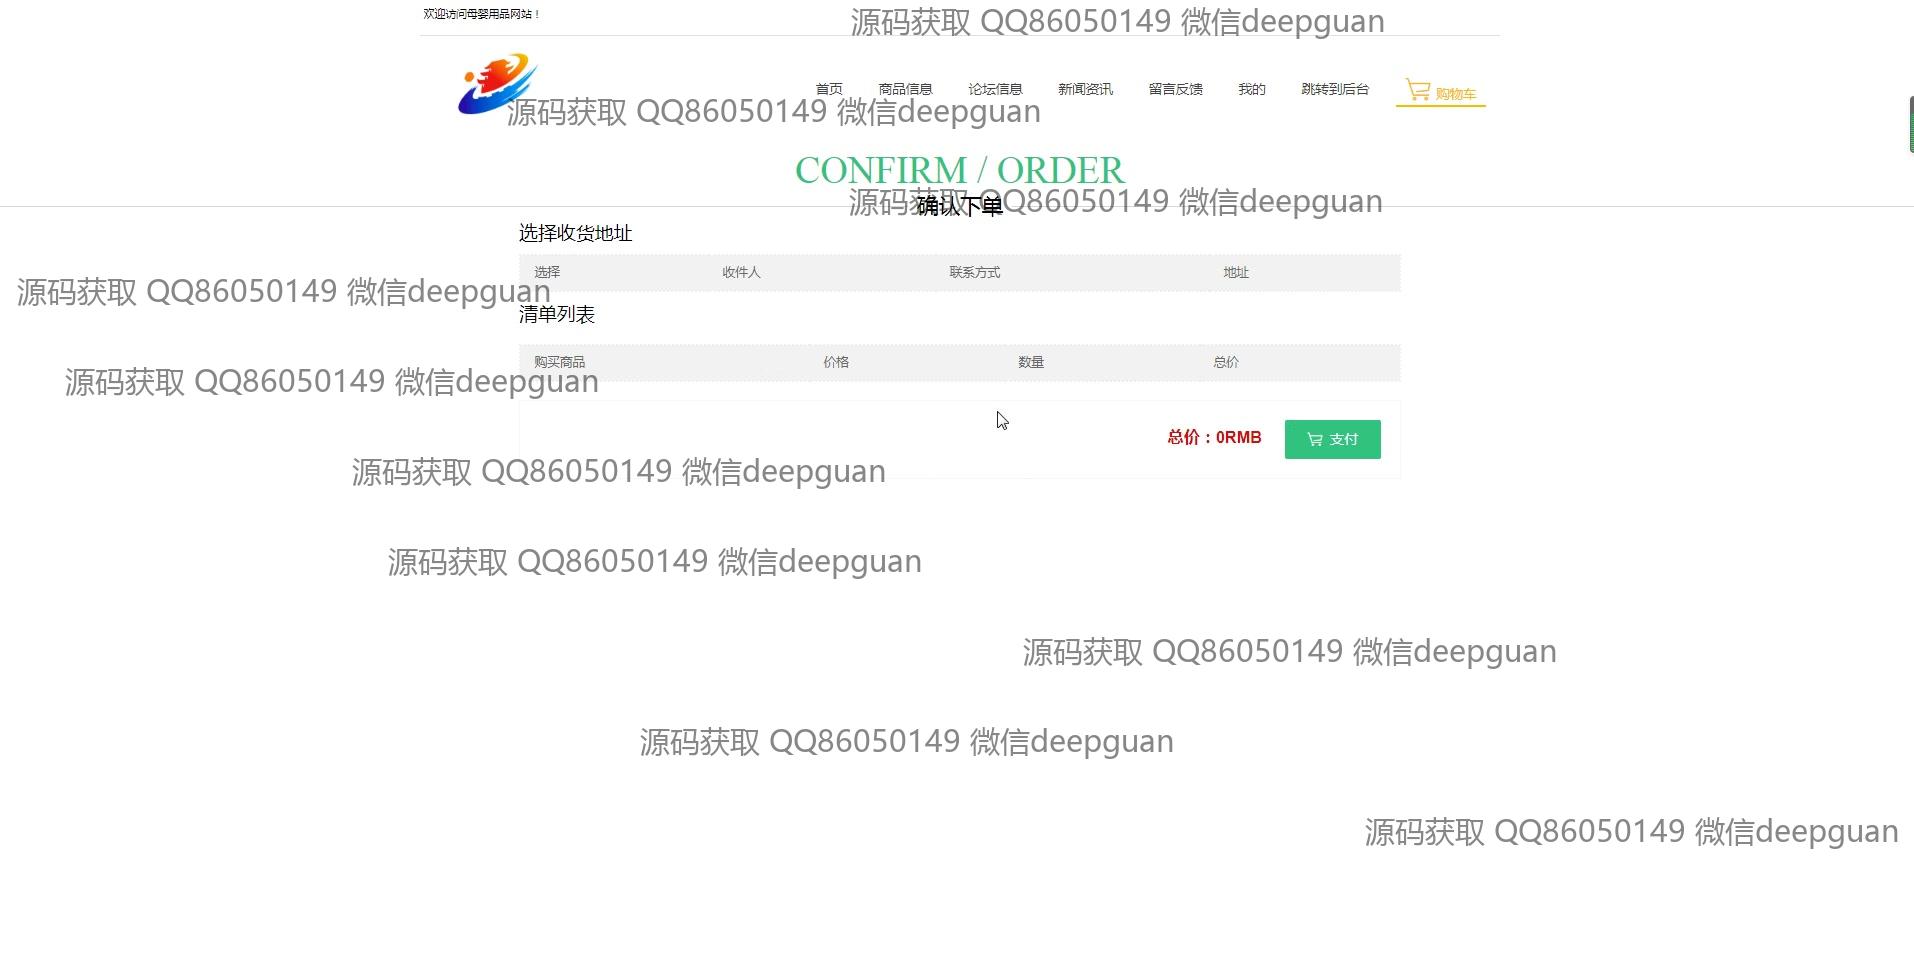 欢迎访问母婴用品网站！
源码获取 QQ86050149 微信deepguan
首页 商品信息 论坛信息 新闻资讯 留言反馈 我的 跳转到后台 购物车
源码获取 QQ86050149 微信deepguan
CONFIRM / ORDER
源码获取 QQ86050149 微信deepguan
确认下单
选择收货地址
选择 收件人 联系方式 地址
源码获取 QQ86050149 微信deepguan
清单列表
购买商品 价格 数量 总价
源码获取 QQ86050149 微信deepguan
总价：0RMB 支付
源码获取 QQ86050149 微信deepguan
源码获取 QQ86050149 微信deepguan
源码获取 QQ86050149 微信deepguan
源码获取 QQ86050149 微信deepguan
源码获取 QQ86050149 微信deepguan